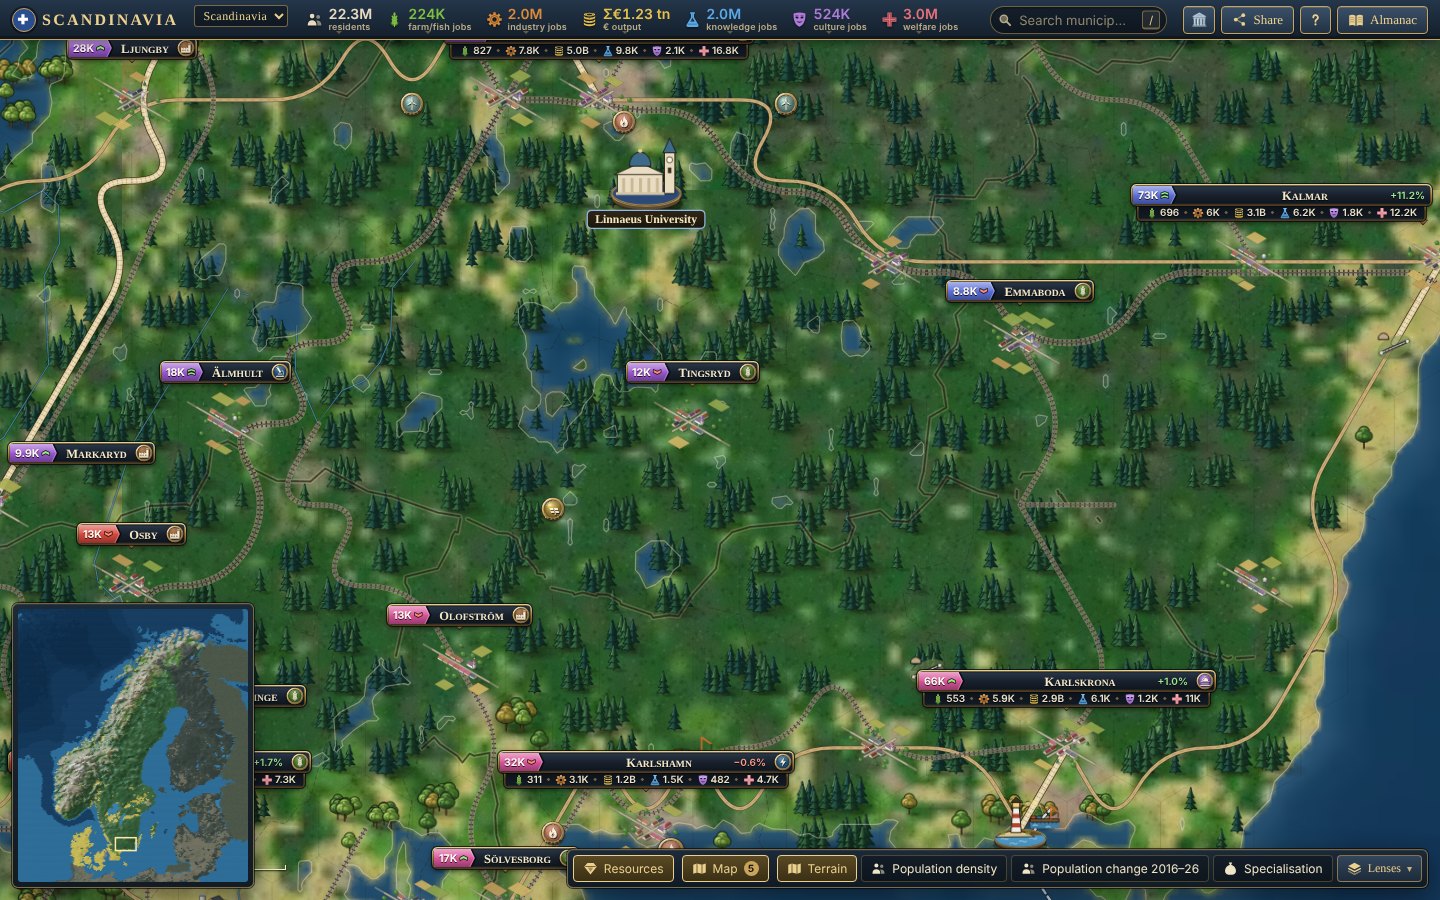 SCANDINAVIA
Scandinavia
22.3M residents
224K farm/fish jobs
2.0M industry jobs
Σ€1.23 tn € output
2.0M knowledge jobs
524K culture jobs
3.0M welfare jobs
Search municip... /
Share
?
Almanac
28K LJUNGBY
827 • 7.8K • 5.0B • 9.8K • 2.1K • 16.8K
Linnaeus University
73K KALMAR +11.2%
696 • 6K • 3.1B • 6.2K • 1.8K • 12.2K
8.8K EMMABODA
18K ÄLMHULT
12K TINGSRYD
9.9K MARKARYD
13K OSBY
13K OLOFSTRÖM
INGE
66K KARLSKRONA +1.0%
553 • 5.9K • 2.9B • 6.1K • 1.2K • 11K
+1.7%
7.3K
32K KARLSHAMN −0.6%
311 • 3.1K • 1.2B • 1.5K • 482 • 4.7K
17K SÖLVESBORG
Resources
Map 5
Terrain
Population density
Population change 2016–26
Specialisation
Lenses ▾